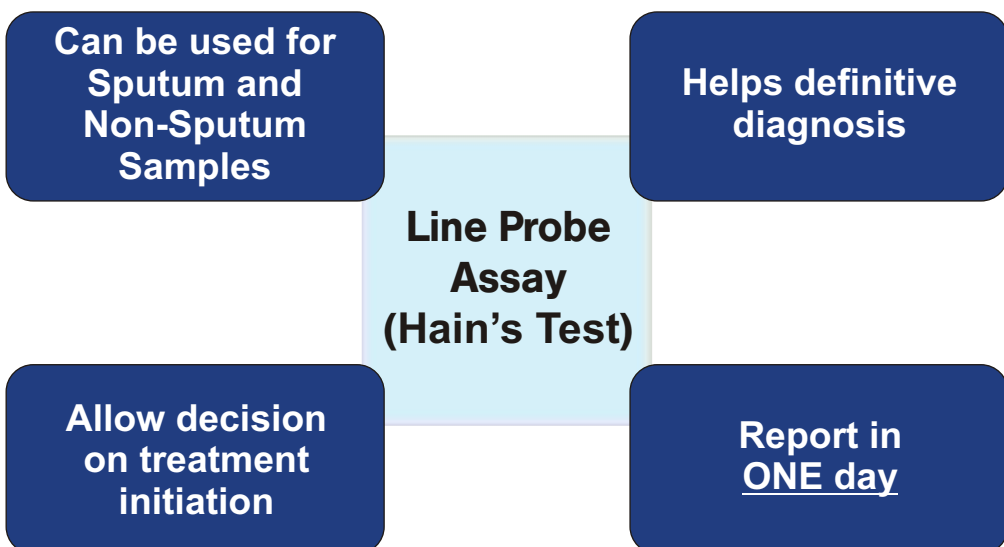 Can be used for
Sputum and
Non-Sputum
Samples
Helps definitive
diagnosis
Line Probe
Assay
(Hain's Test)
Allow decision
on treatment
initiation
Report in
ONE day